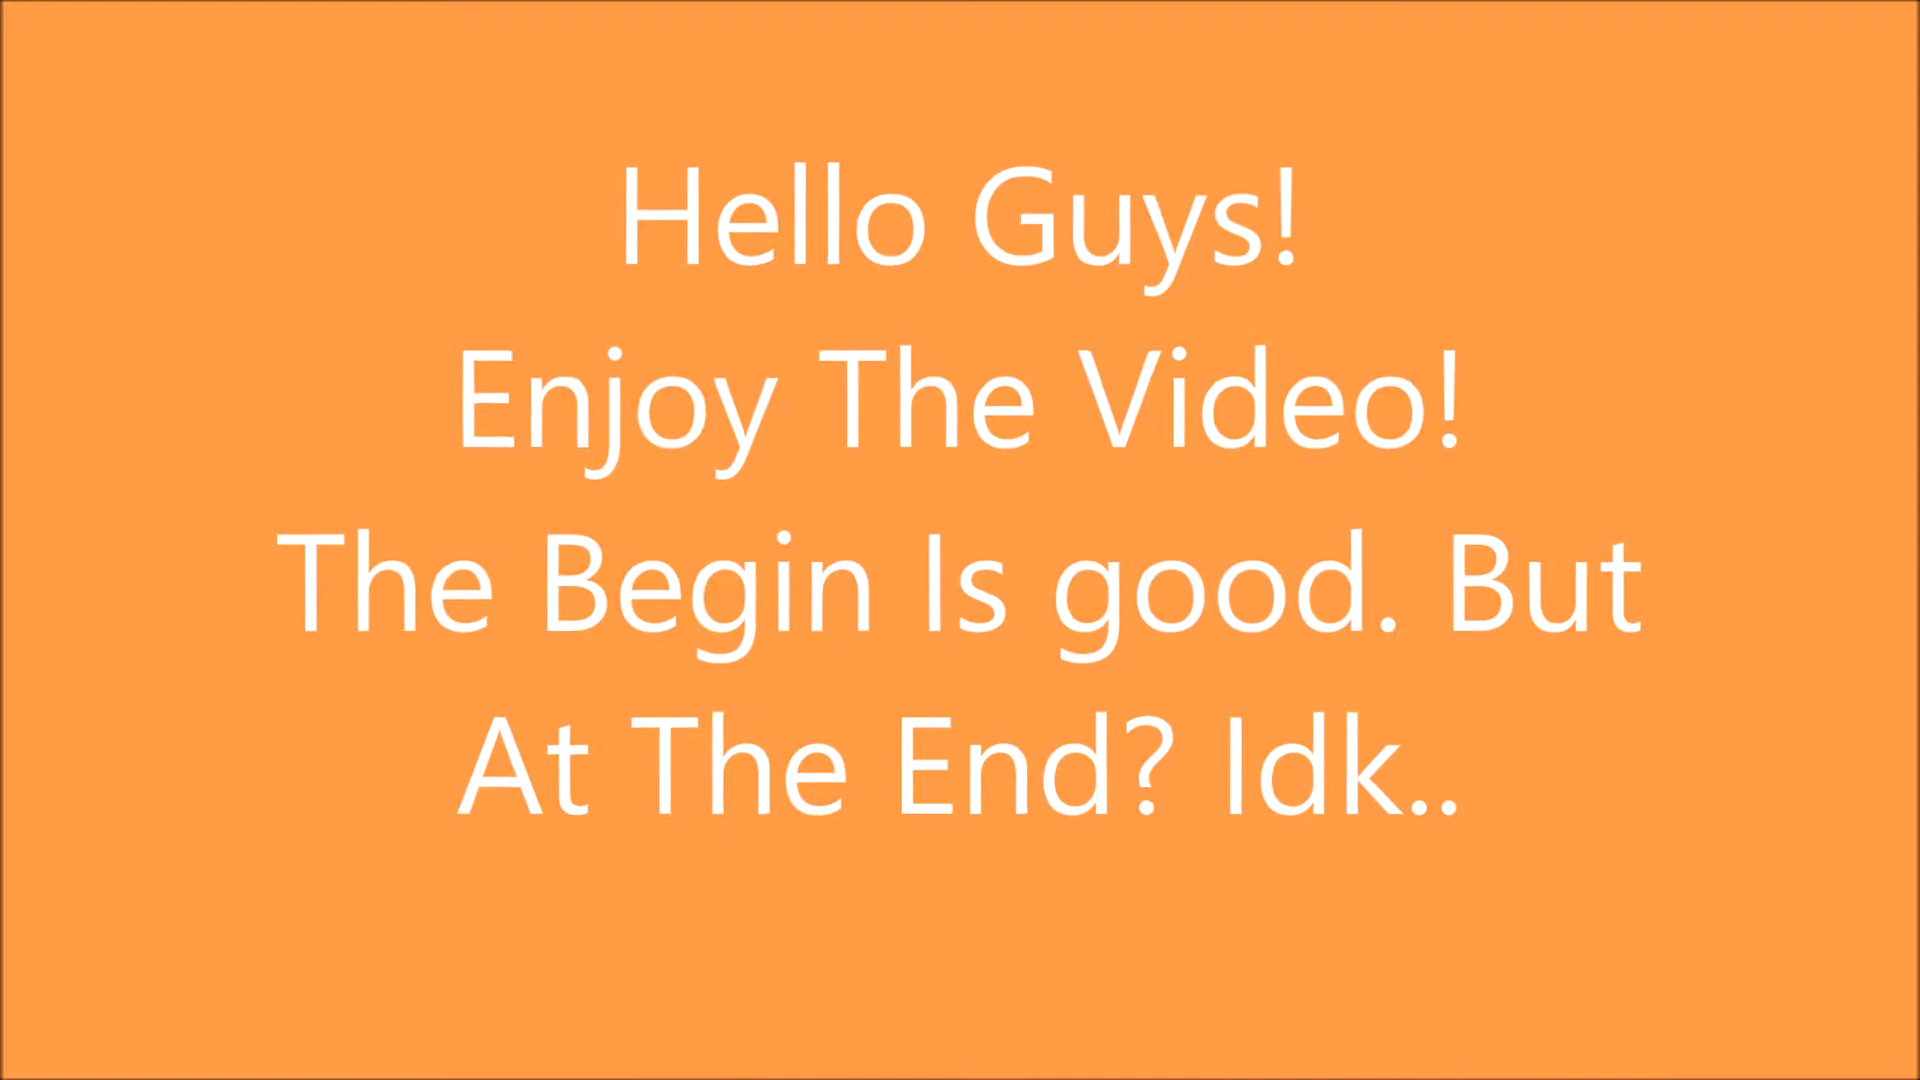 Hello Guys!
Enjoy The Video!
The Begin Is good. But
At The End? Idk..